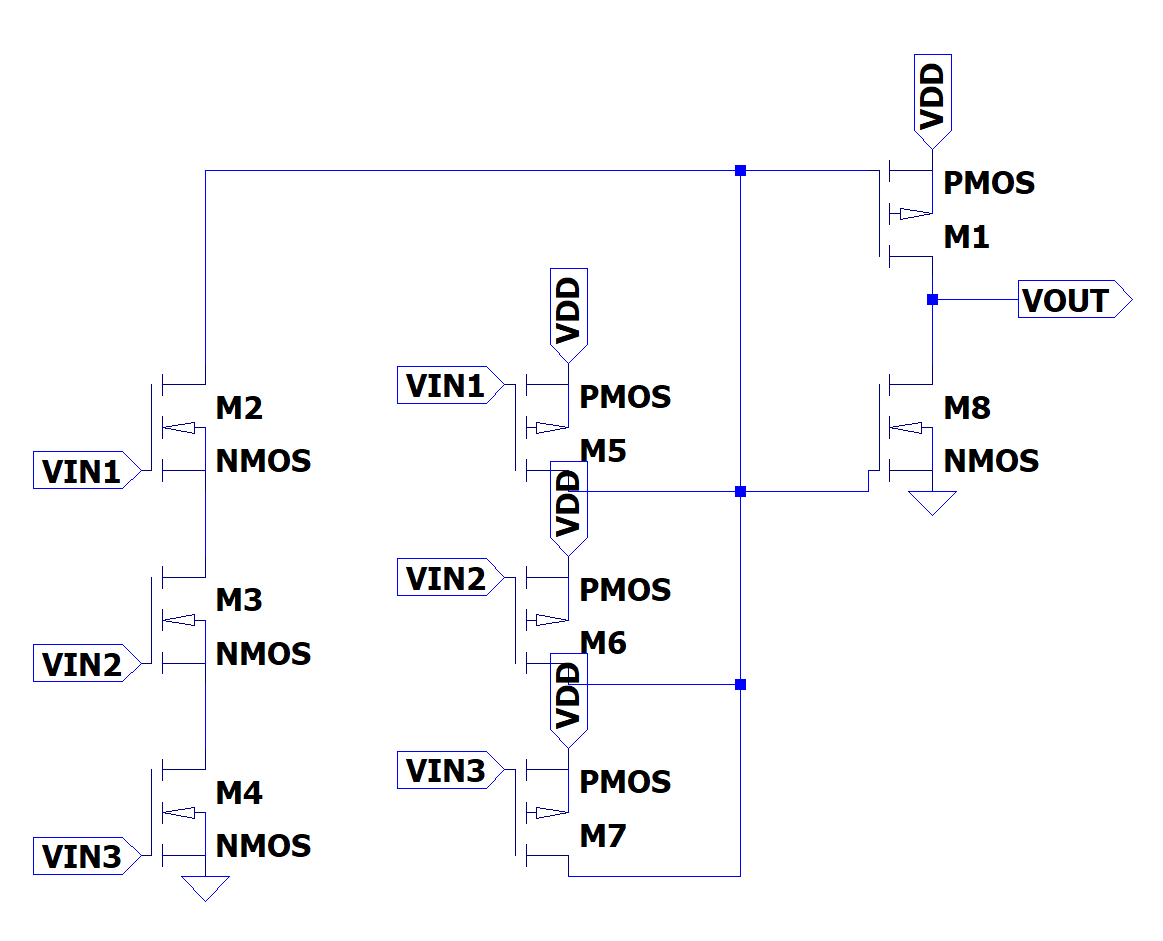 VDD
PMOS
M1
VOUT
VDD
VIN1
PMOS
M5
M2
NMOS
VIN1
M8
NMOS
VDD
VIN2
PMOS
M6
M3
NMOS
VIN2
VDD
VIN3
PMOS
M7
M4
NMOS
VIN3